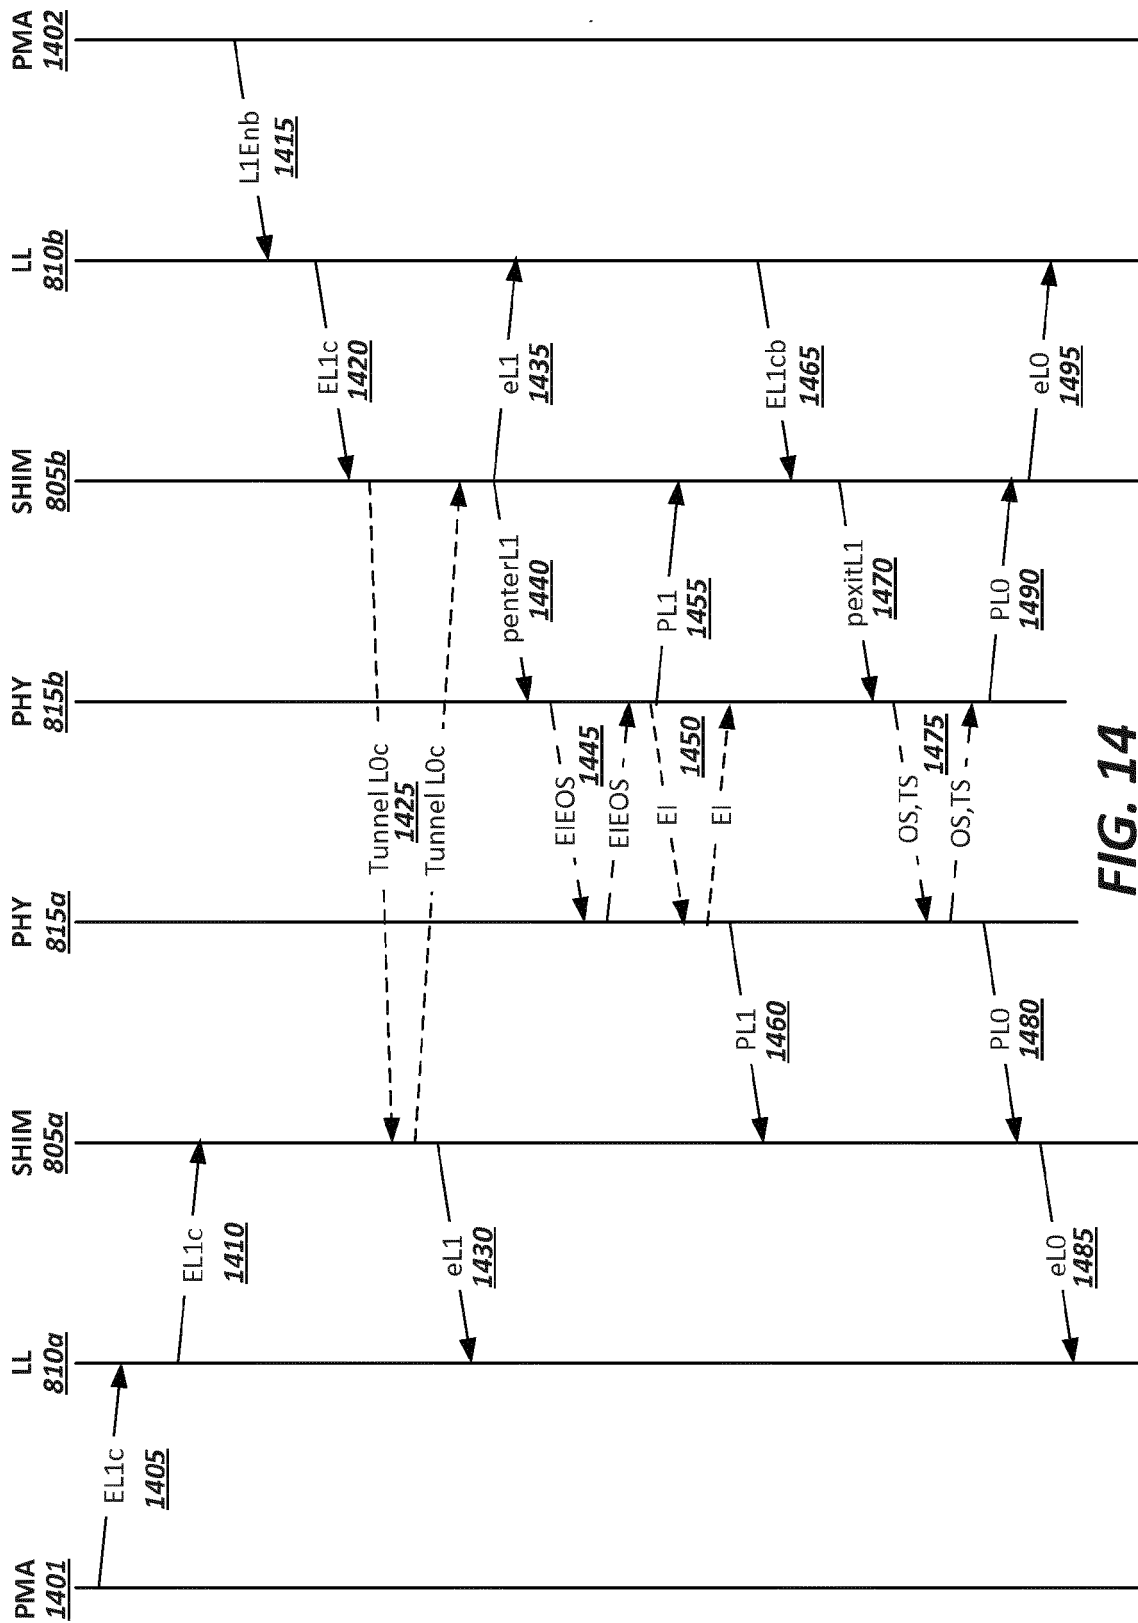 PMA
1401
LL
810a
SHIM
805a
PHY
815a
PHY
815b
SHIM
805b
LL
810b
PMA
1402
EL1c
1405
EL1c
1410
L1Enb
1415
EL1c
1420
Tunnel L0c
1425
Tunnel L0c
eL1
1430
eL1
1435
penterL1
1440
EIEOS
1445
EIEOS
EI
1450
EI
PL1
1455
PL1
1460
EL1cb
1465
pexitL1
1470
OS,TS
1475
OS,TS
PL0
1480
eL0
1485
PL0
1490
eL0
1495
FIG. 14